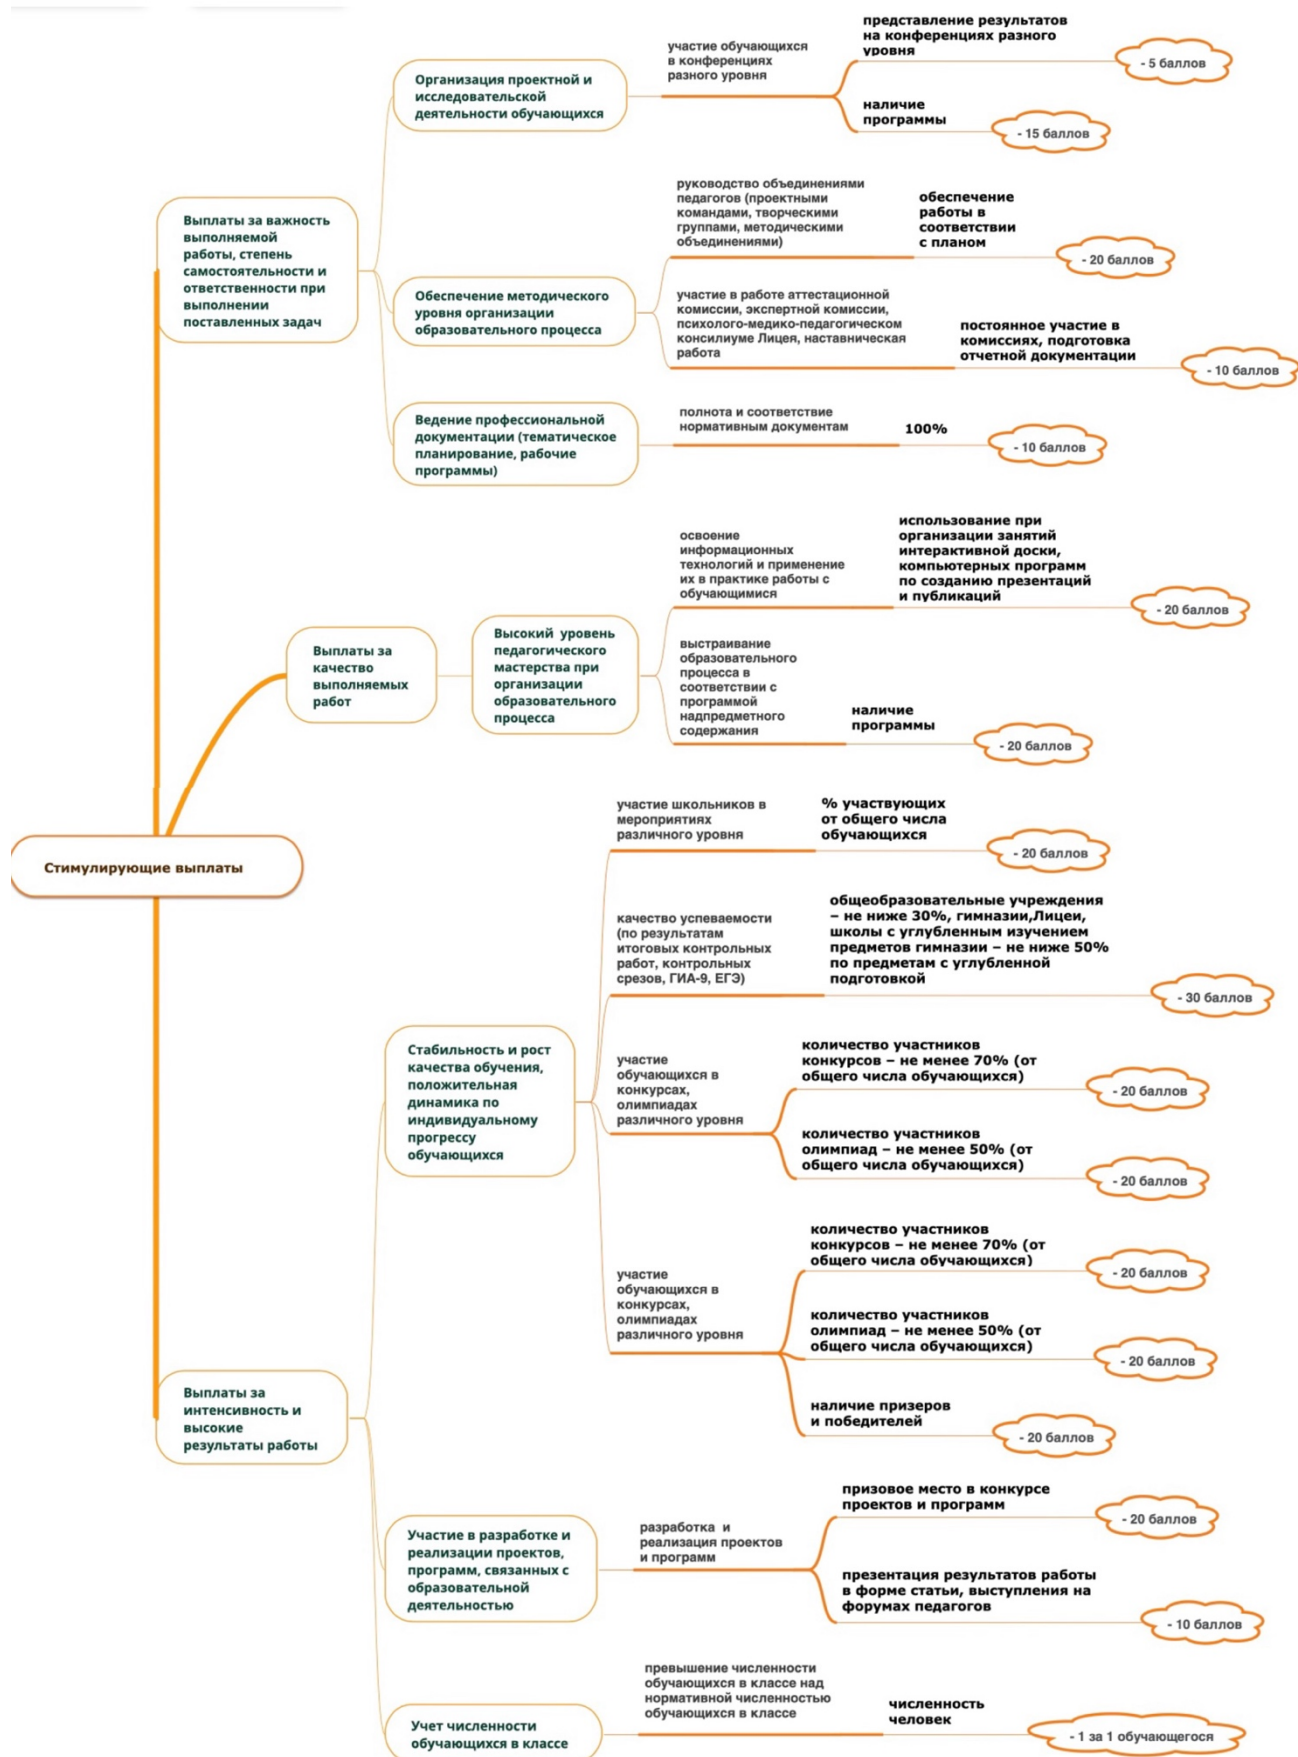 Стимулирующие выплаты
Выплаты за важность
выполняемой
работы, степень
самостоятельности и
ответственности при
выполнении
поставленных задач
Организация проектной и
исследовательской
деятельности обучающихся
участие обучающихся
в конференциях
разного уровня
представление результатов
на конференциях разного
уровня
- 5 баллов
наличие
программы
- 15 баллов
Обеспечение методического
уровня организации
образовательного процесса
руководство объединениями
педагогов (проектными
командами, творческими
группами, методическими
объединениями)
обеспечение
работы в
соответствии
с планом
- 20 баллов
участие в работе аттестационной
комиссии, экспертной комиссии,
психолого-медико-педагогическом
консилиуме Лицея, наставническая
работа
постоянное участие в
комиссиях, подготовка
отчетной документации
- 10 баллов
Ведение профессиональной
документации (тематическое
планирование, рабочие
программы)
полнота и соответствие
нормативным документам
100%
- 10 баллов
Выплаты за
качество
выполняемых
работ
Высокий уровень
педагогического
мастерства при
организации
образовательного
процесса
освоение
информационных
технологий и применение
их в практике работы с
обучающимися
использование при
организации занятий
интерактивной доски,
компьютерных программ
по созданию презентаций
и публикаций
- 20 баллов
выстраивание
образовательного
процесса в
соответствии с
программой
надпредметного
содержания
наличие
программы
- 20 баллов
Выплаты за
интенсивность и
высокие
результаты работы
Стабильность и рост
качества обучения,
положительная
динамика по
индивидуальному
прогрессу
обучающихся
участие школьников в
мероприятиях
различного уровня
% участвующих
от общего числа
обучающихся
- 20 баллов
качество успеваемости
(по результатам
итоговых контрольных
работ, контрольных
срезов, ГИА-9, ЕГЭ)
общеобразовательные учреждения
– не ниже 30%, гимназии,Лицеи,
школы с углубленным изучением
предметов гимназии – не ниже 50%
по предметам с углубленной
подготовкой
- 30 баллов
участие
обучающихся в
конкурсах,
олимпиадах
различного уровня
количество участников
конкурсов – не менее 70% (от
общего числа обучающихся)
- 20 баллов
количество участников
олимпиад – не менее 50% (от
общего числа обучающихся)
- 20 баллов
участие
обучающихся в
конкурсах,
олимпиадах
различного уровня
количество участников
конкурсов – не менее 70% (от
общего числа обучающихся)
- 20 баллов
количество участников
олимпиад – не менее 50% (от
общего числа обучающихся)
- 20 баллов
наличие призеров
и победителей
- 20 баллов
Участие в разработке и
реализации проектов,
программ, связанных с
образовательной
деятельностью
разработка и
реализация проектов
и программ
призовое место в конкурсе
проектов и программ
- 20 баллов
презентация результатов работы
в форме статьи, выступления на
форумах педагогов
- 10 баллов
Учет численности
обучающихся в классе
превышение численности
обучающихся в классе над
нормативной численностью
обучающихся в классе
численность
человек
- 1 за 1 обучающегося